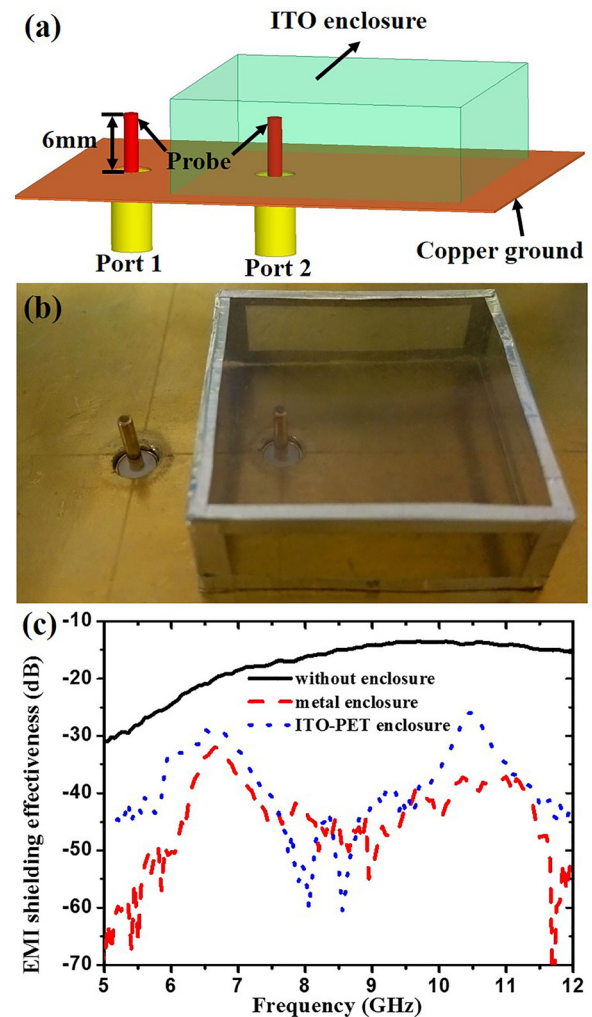 (a)
ITO enclosure
6mm
Probe
Copper ground
Port 1
Port 2
(b)
(c)
EMI shielding effectiveness (dB)
-10
-20
-30
-40
-50
-60
-70
without enclosure
metal enclosure
ITO-PET enclosure
5 6 7 8 9 10 11 12
Frequency (GHz)